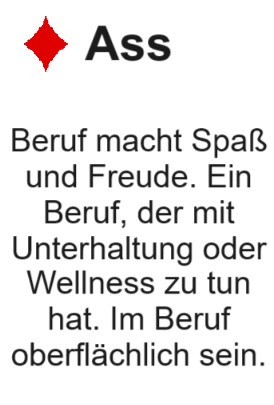 Ass
Beruf macht Spaß
und Freude. Ein
Beruf, der mit
Unterhaltung oder
Wellness zu tun
hat. Im Beruf
oberflächlich sein.